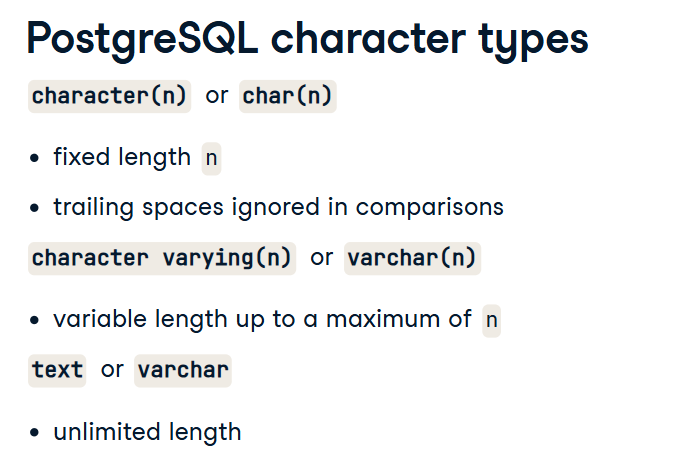 PostgreSQL character types
character(n) or char(n)
• fixed length n
• trailing spaces ignored in comparisons
character varying(n) or varchar(n)
• variable length up to a maximum of n
text or varchar
• unlimited length